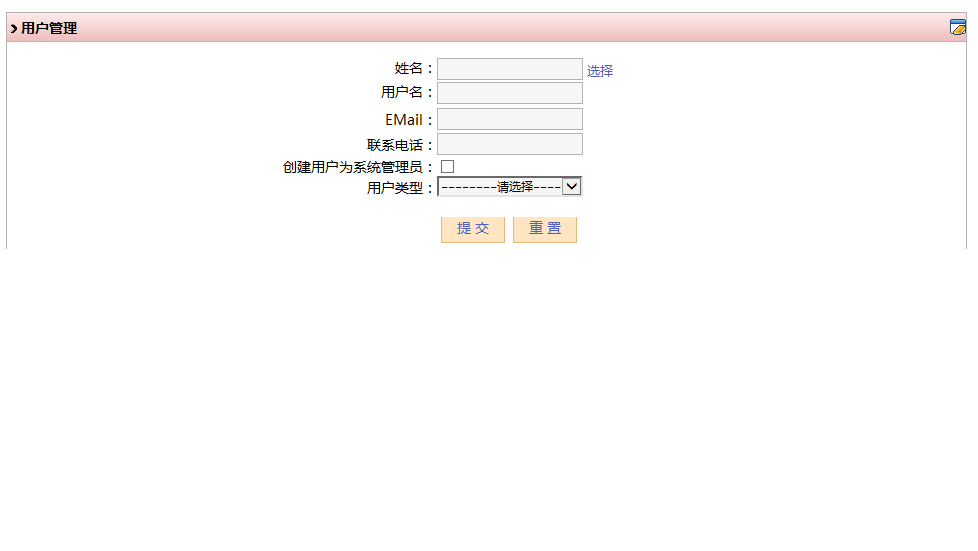 用户管理
姓名：选择
用户名：
EMail：
联系电话：
创建用户为系统管理员：
用户类型：--------请选择----
提 交 重 置